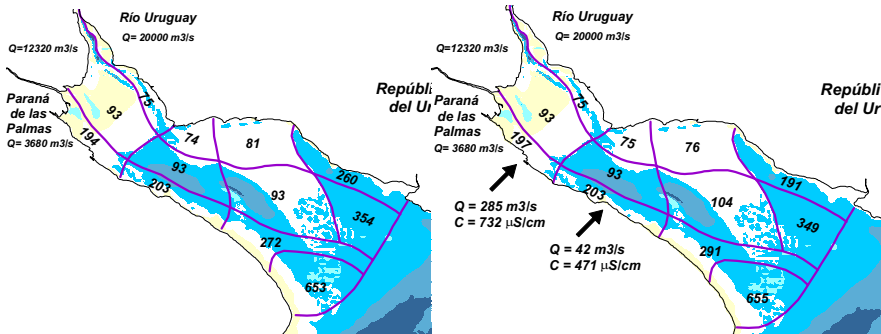 Río Uruguay
Q= 20000 m3/s
Q=12320 m3/s
Paraná
de las
Palmas
Q= 3680 m3/s
Repúbli
del Ur
93
75
194
74
81
93
203
93
260
354
272
653
Río Uruguay
Q= 20000 m3/s
Q=12320 m3/s
Paraná
de las
Palmas
Q= 3680 m3/s
Repúbli
del Ur
93
75
197
75
76
93
203
104
191
349
291
655
Q = 285 m3/s
C = 732 µS/cm
Q = 42 m3/s
C = 471 µS/cm